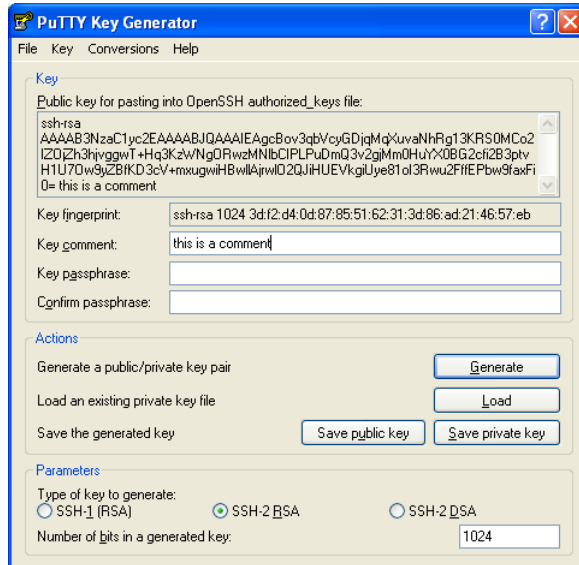 PuTTY Key Generator
File Key Conversions Help
Key
Public key for pasting into OpenSSH authorized_keys file:
ssh-rsa
AAAAB3NzaC1yc2EAAAABJQAAAIEAgcBov3qbVcyGDjqMqXuvaNhRg13KRS0MCo2
IZOjZh3hjvggwT+Hq3KzWNgORwzMNIbCIPLPuDmQ3v2gjMm0HuYX0BG2cfi2B3ptv
H1U7Ow9yZBfKD3cV+mxugwiHBwllAjrwlO2QJiHUEVkgiUye81oI3Rwu2FffEPbw9faxFi
0= this is a comment
Key fingerprint: ssh-rsa 1024 3d:f2:d4:0d:87:85:51:62:31:3d:86:ad:21:46:57:eb
Key comment: this is a comment
Key passphrase:
Confirm passphrase:
Actions
Generate a public/private key pair Generate
Load an existing private key file Load
Save the generated key Save public key Save private key
Parameters
Type of key to generate:
SSH-1 (RSA) SSH-2 RSA SSH-2 DSA
Number of bits in a generated key: 1024